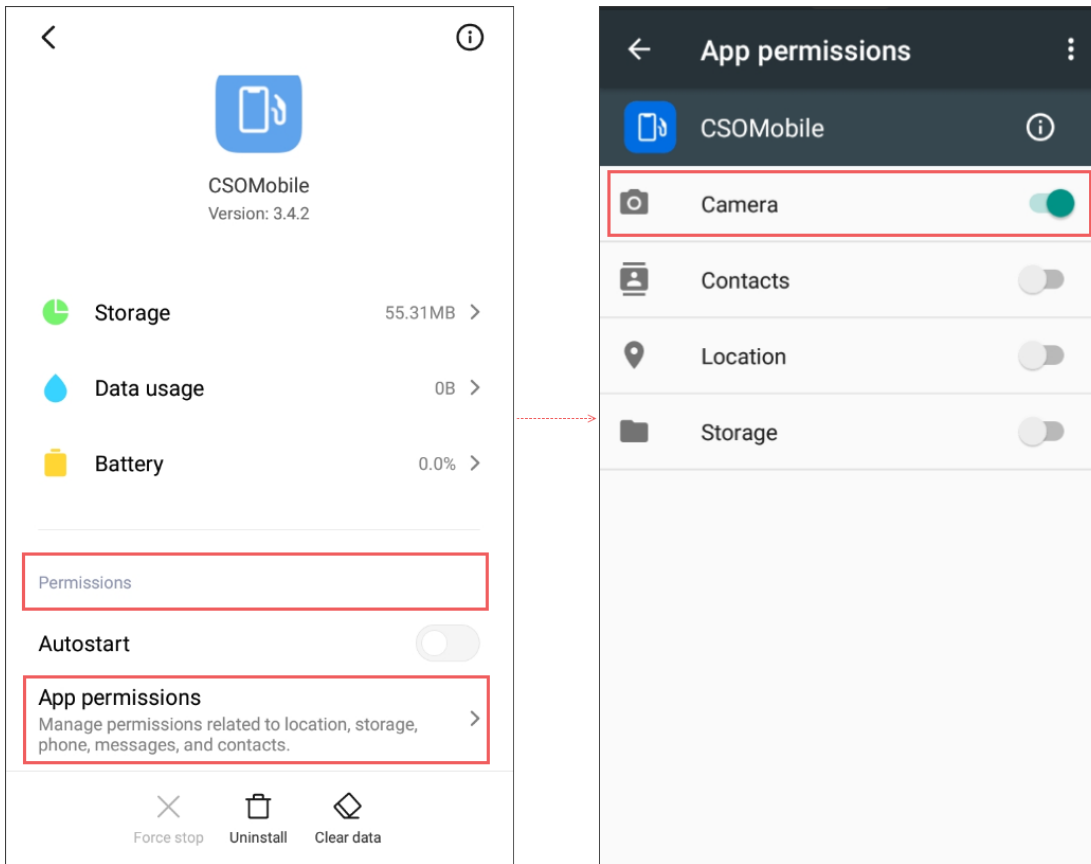 CSOMobile
Version: 3.4.2
Storage 55.31MB
Data usage 0B
Battery 0.0%
Permissions
Autostart
App permissions
Manage permissions related to location, storage,
phone, messages, and contacts.
Force stop Uninstall Clear data
App permissions
CSOMobile
Camera
Contacts
Location
Storage